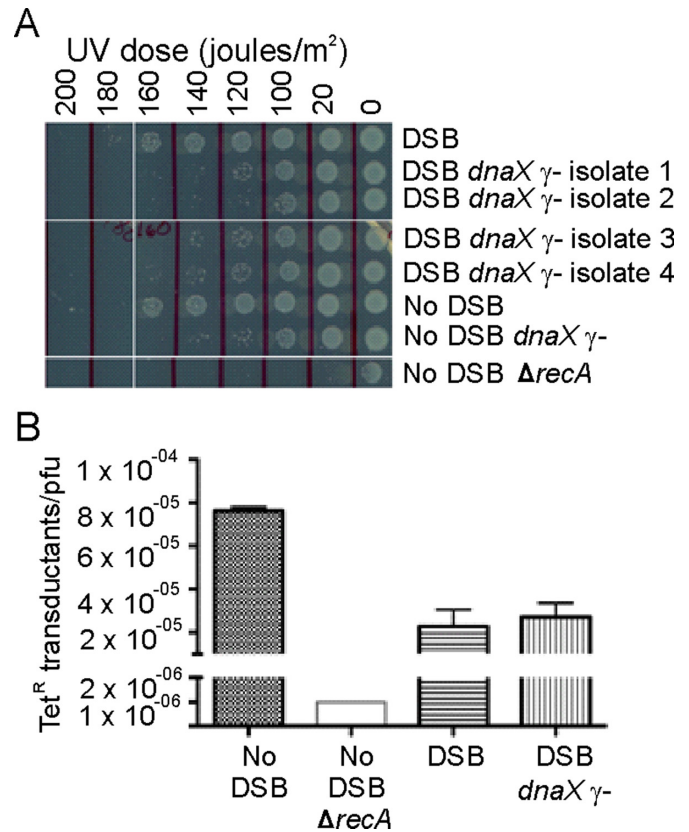 A
UV dose (joules/m²)
200 180 160 140 120 100 20 0
DSB
DSB dnaX γ- isolate 1
DSB dnaX γ- isolate 2
DSB dnaX γ- isolate 3
DSB dnaX γ- isolate 4
No DSB
No DSB dnaX γ-
No DSB ΔrecA
B
Tet^R transductants/pfu
1 x 10^-04
8 x 10^-05
6 x 10^-05
4 x 10^-05
2 x 10^-05
2 x 10^-06
1 x 10^-06
No DSB
No DSB ΔrecA
DSB
DSB dnaX γ-